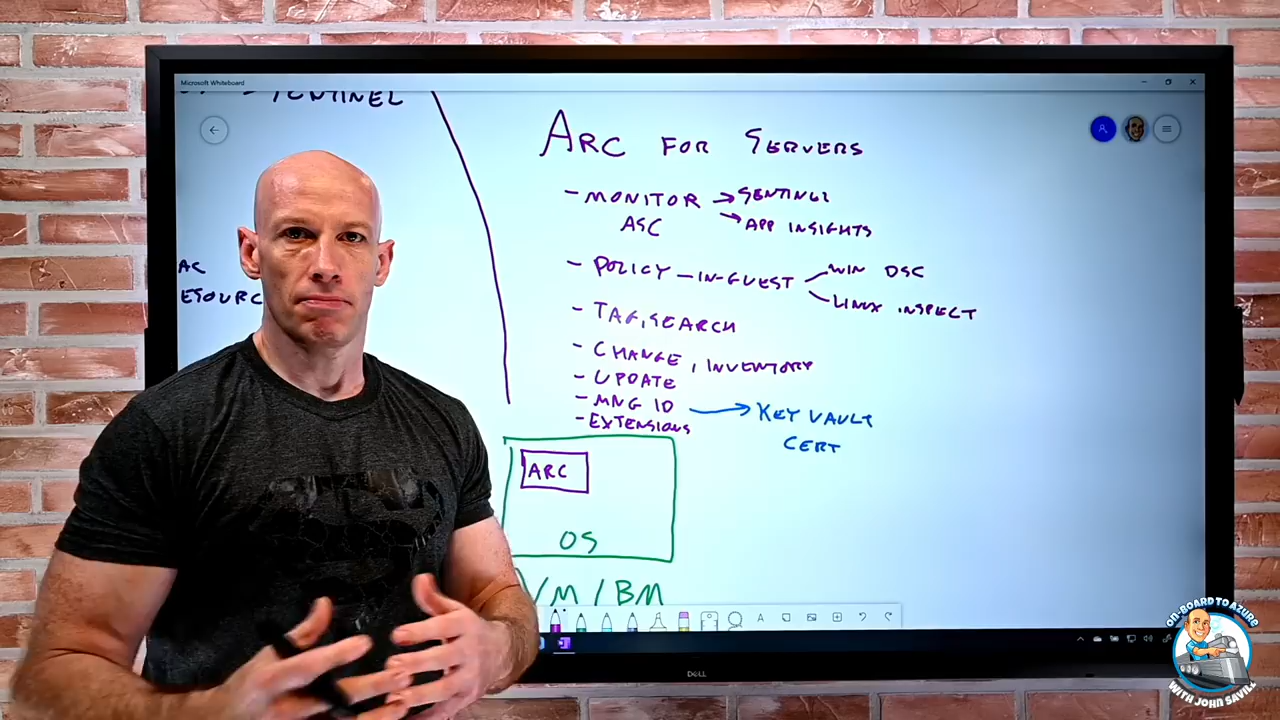 Microsoft Whiteboard
SENTINEL
ARC FOR SERVERS
- MONITOR → SENTINEL
ASC → APP INSIGHTS
- POLICY - IN-GUEST WIN DSC
LINUX INSPECT
- TAG, SEARCH
- CHANGE, INVENTORY
- UPDATE
- MNG ID → KEY VAULT
- EXTENSIONS CERT
AC
ESOURC
ARC
OS
VM / BM
DELL
ON-BOARD TO AZURE
WITH JOHN SAVILL